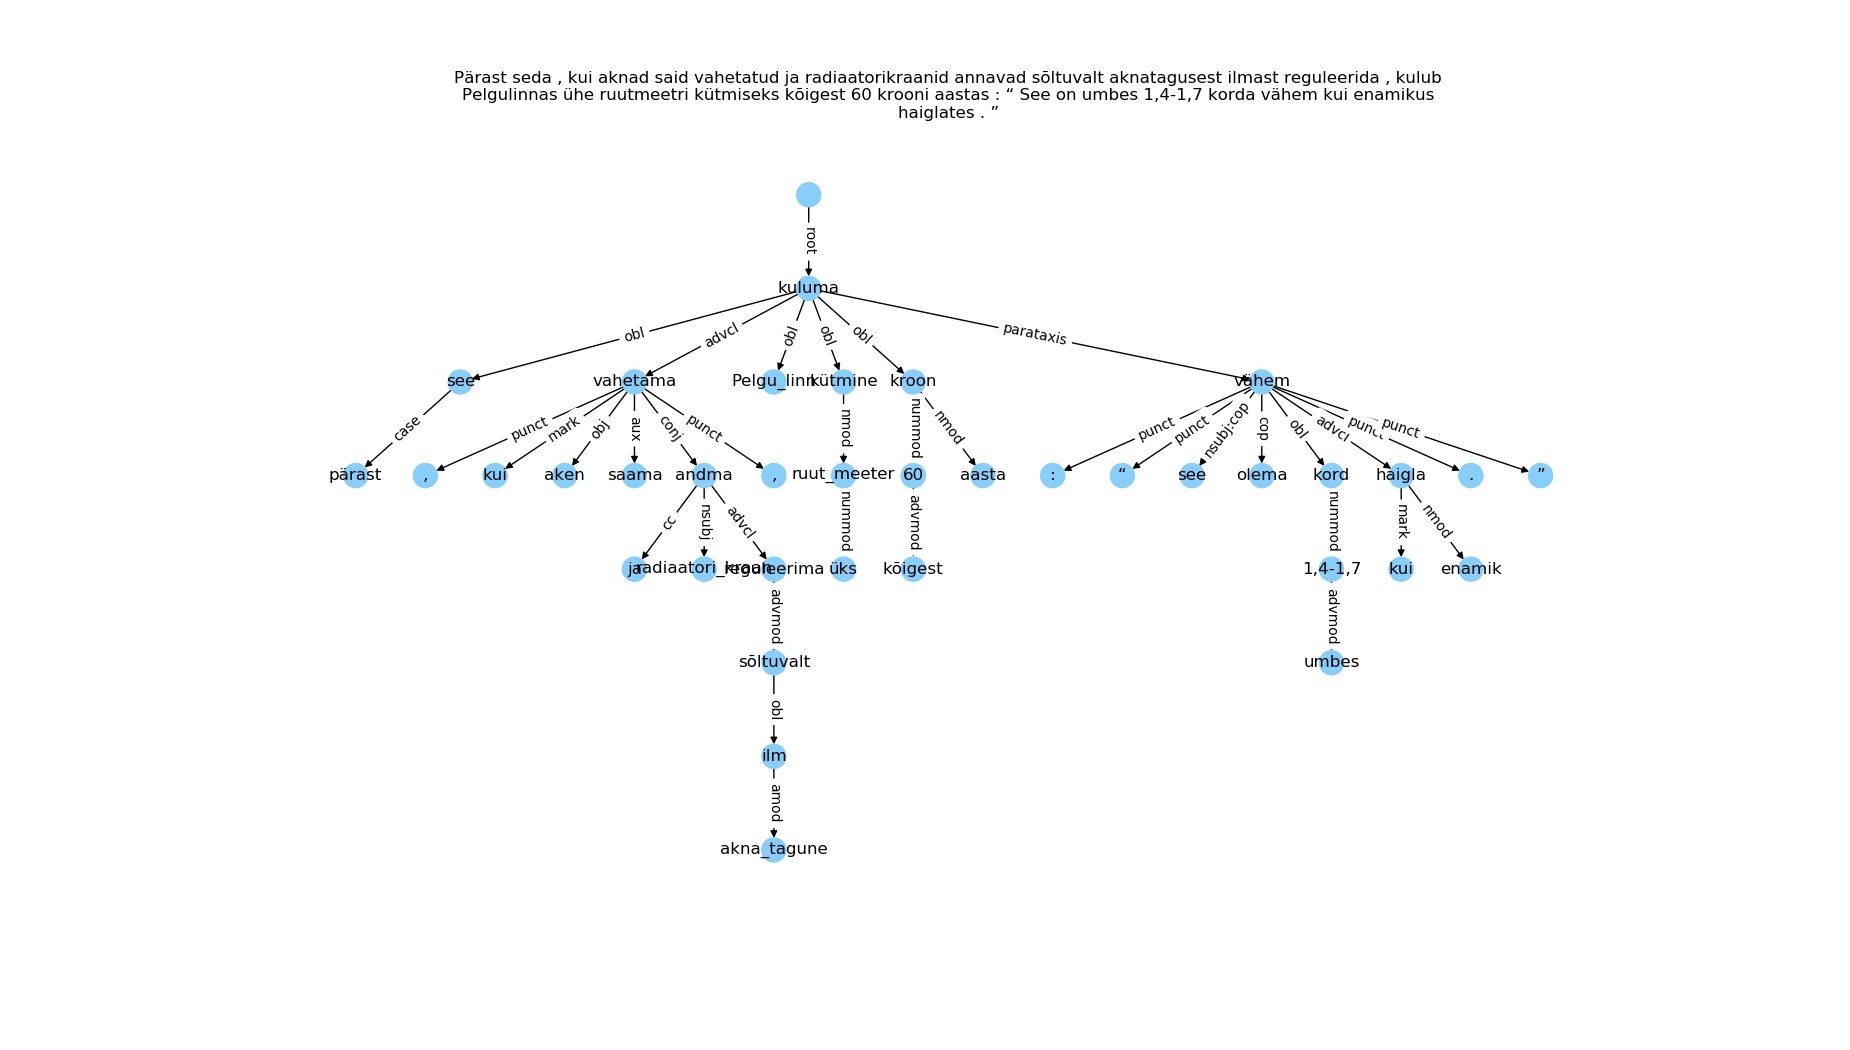 Pärast seda , kui aknad said vahetatud ja radiaatorikraanid annavad sõltuvalt aknatagusest ilmast reguleerida , kulub
Pelgulinnas ühe ruutmeetri kütmiseks kõigest 60 krooni aastas : “ See on umbes 1,4-1,7 korda vähem kui enamikus
haiglates . ”
root
kuluma
obl advcl obl obl obl parataxis
see vahetama Pelgu_linn kütmine kroon vähem
case punct mark obj aux conj punct nmod nummod nmod punct punct nsubj:cop cop obl advcl punct punct
pärast , kui aken saama andma , ruut_meeter 60 aasta : “ see olema kord haigla . ”
cc nsubj advcl nummod advmod nummod mark nmod
ja radiaatori_kraan reguleerima üks kõigest 1,4-1,7 kui enamik
advmod advmod
sõltuvalt umbes
obl
ilm
amod
akna_tagune